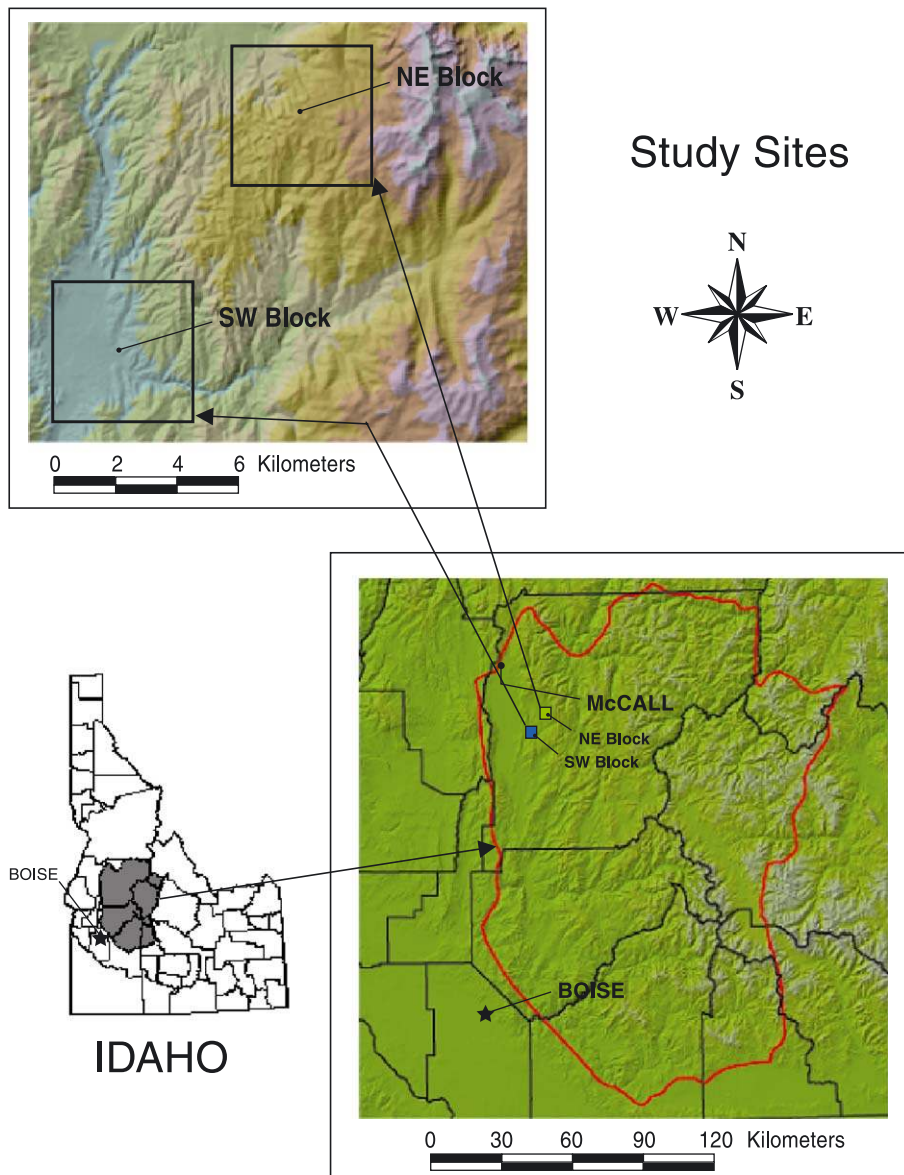 NE Block
SW Block
0 2 4 6 Kilometers
Study Sites
N
W E
S
McCALL
NE Block
SW Block
BOISE
BOISE
IDAHO
0 30 60 90 120 Kilometers